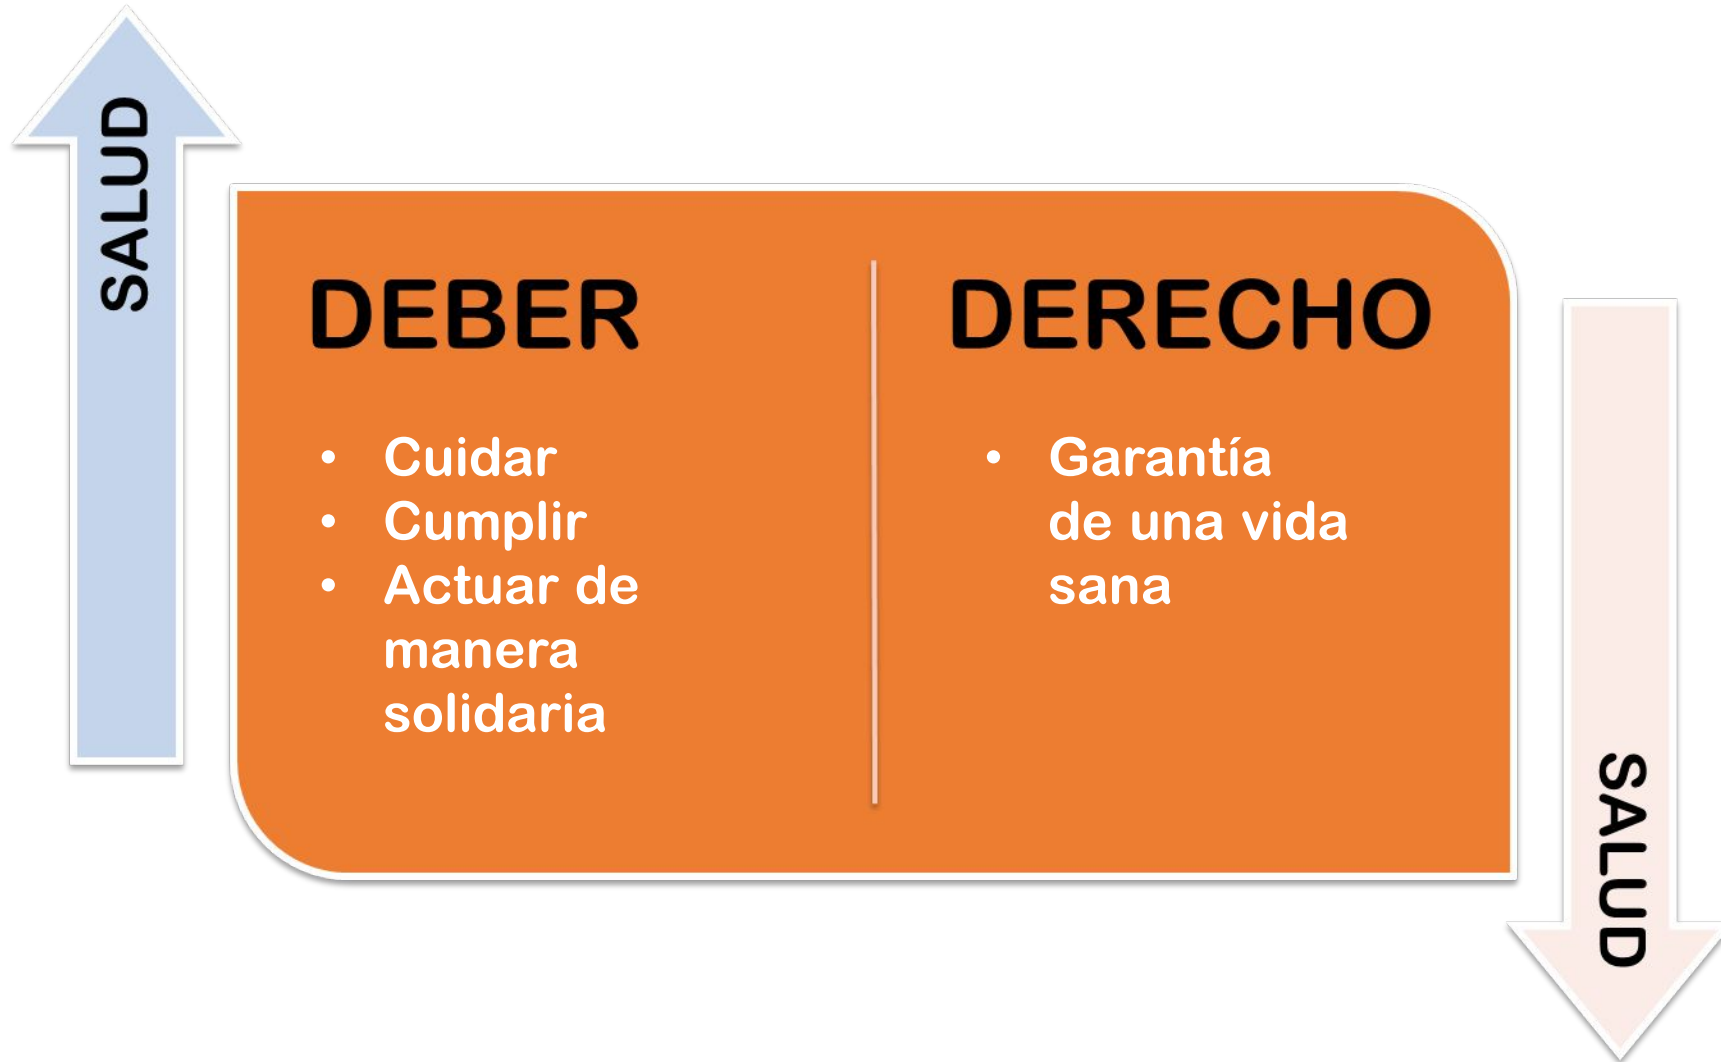 SALUD
DEBER
• Cuidar
• Cumplir
• Actuar de
manera
solidaria
DERECHO
• Garantía
de una vida
sana
SALUD